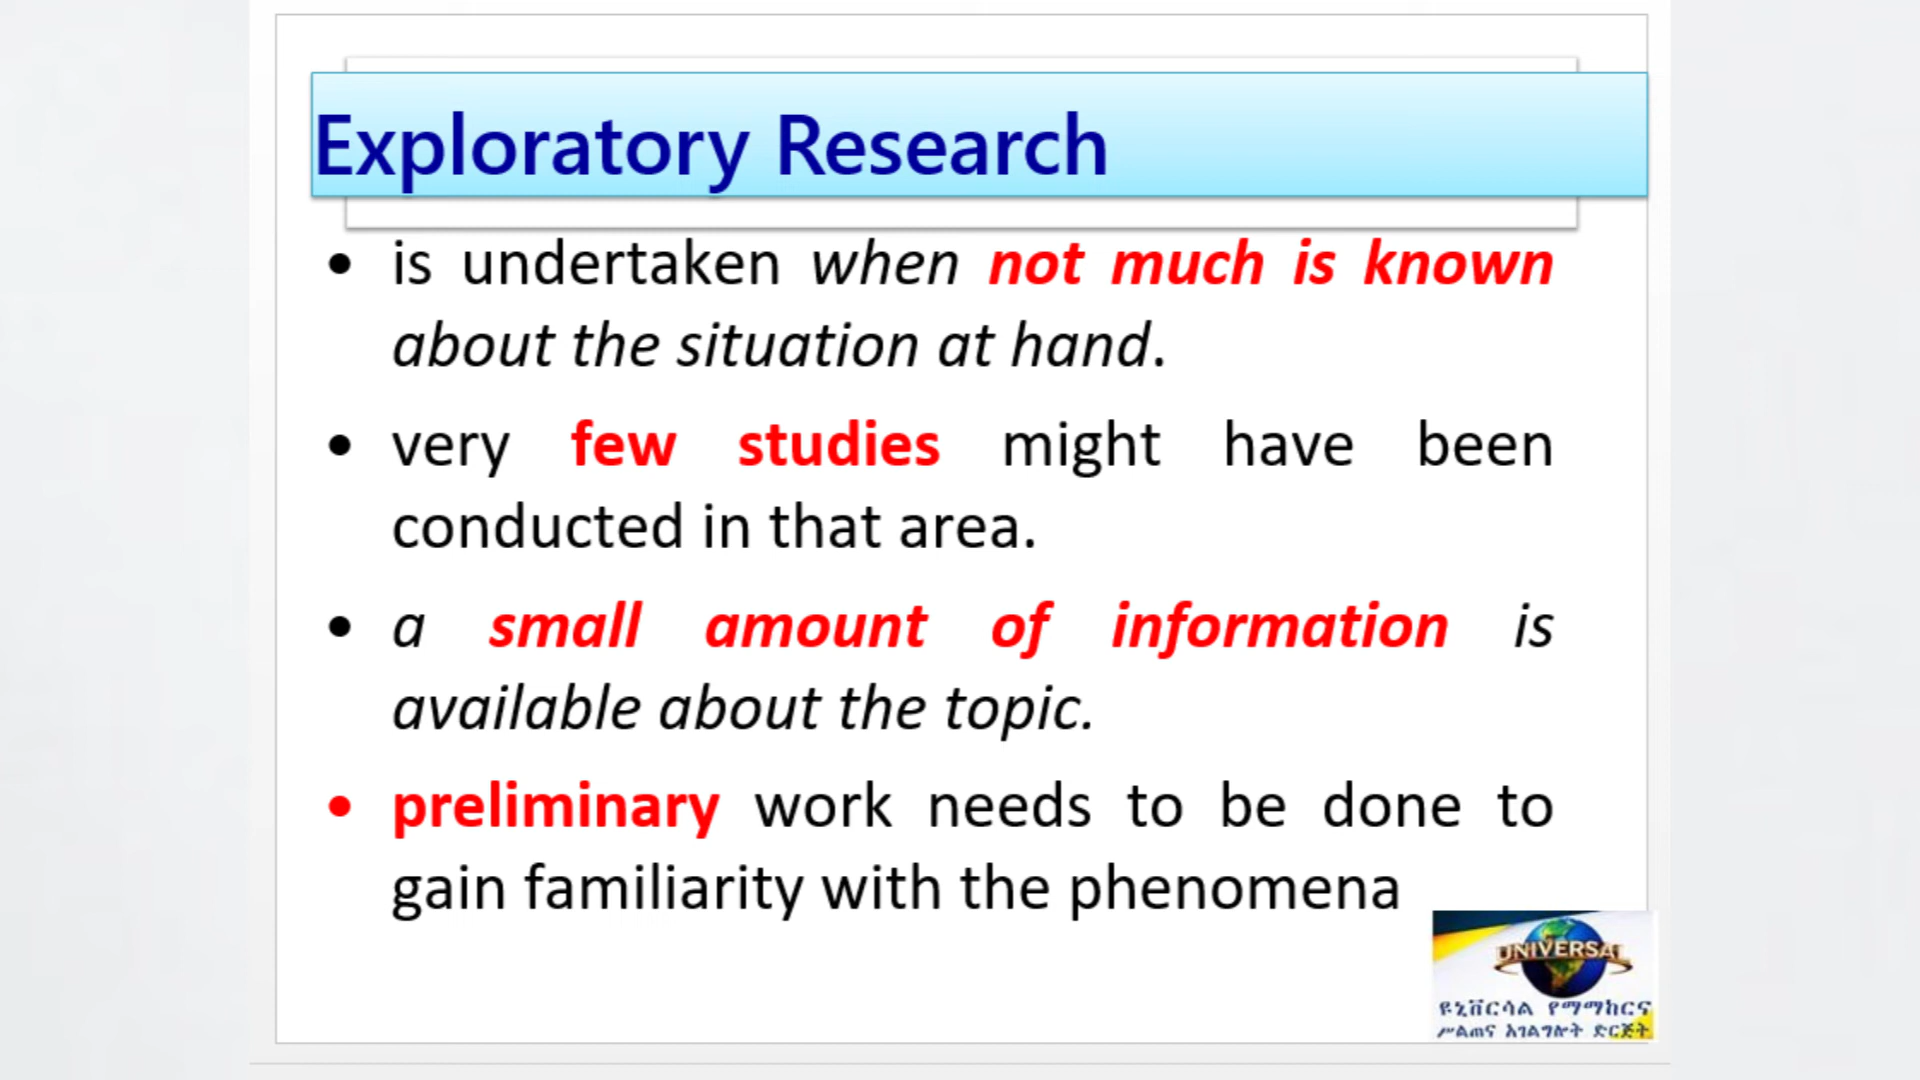 Exploratory Research
• is undertaken when not much is known
about the situation at hand.
• very few studies might have been
conducted in that area.
• a small amount of information is
available about the topic.
• preliminary work needs to be done to
gain familiarity with the phenomena
UNIVERSAL
ዩኒቨርሳል የማማከርና
ሥልጠና አገልግሎት ድርጅት